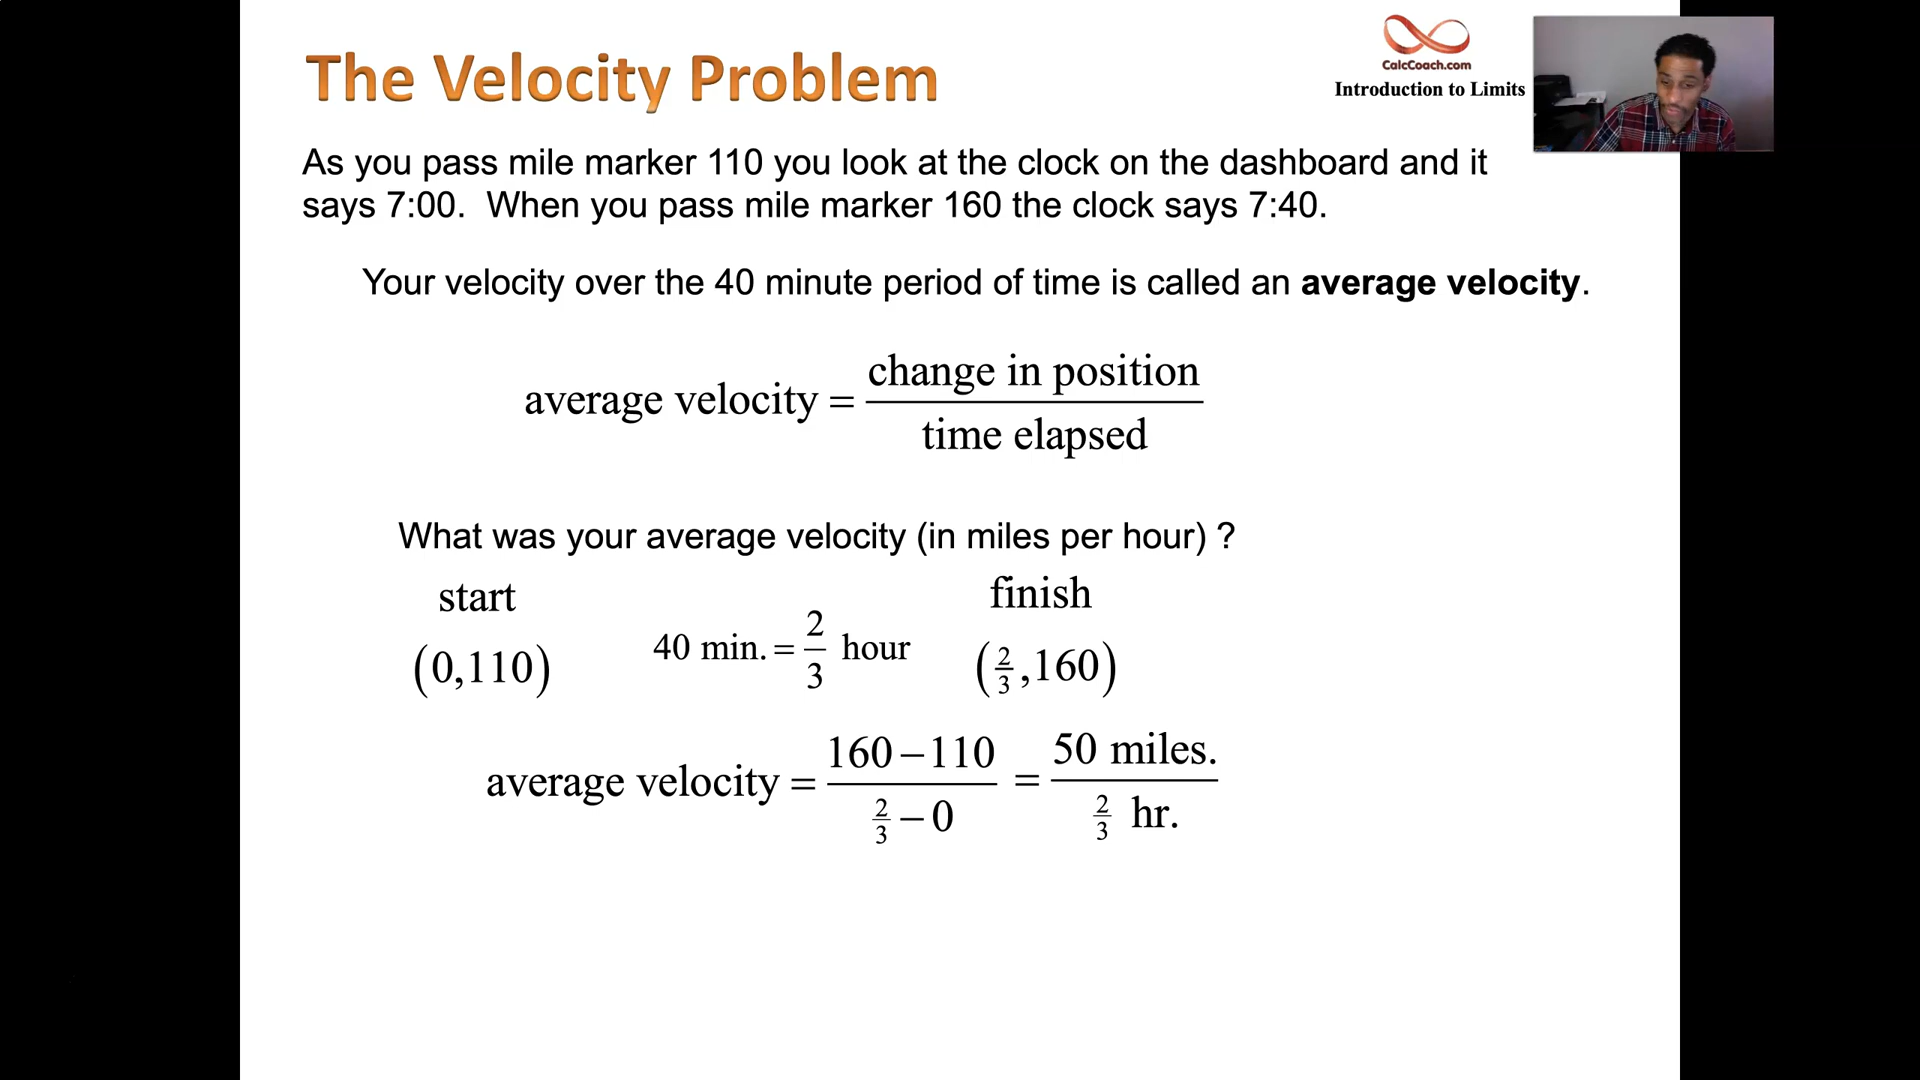 The Velocity Problem
CalcCoach.com
Introduction to Limits
As you pass mile marker 110 you look at the clock on the dashboard and it
says 7:00.  When you pass mile marker 160 the clock says 7:40.
Your velocity over the 40 minute period of time is called an average velocity.
average velocity = change in position / time elapsed
What was your average velocity (in miles per hour) ?
start
(0,110)
40 min. = 2/3 hour
finish
(2/3,160)
average velocity = 160 – 110 / 2/3 – 0 = 50 miles. / 2/3 hr.